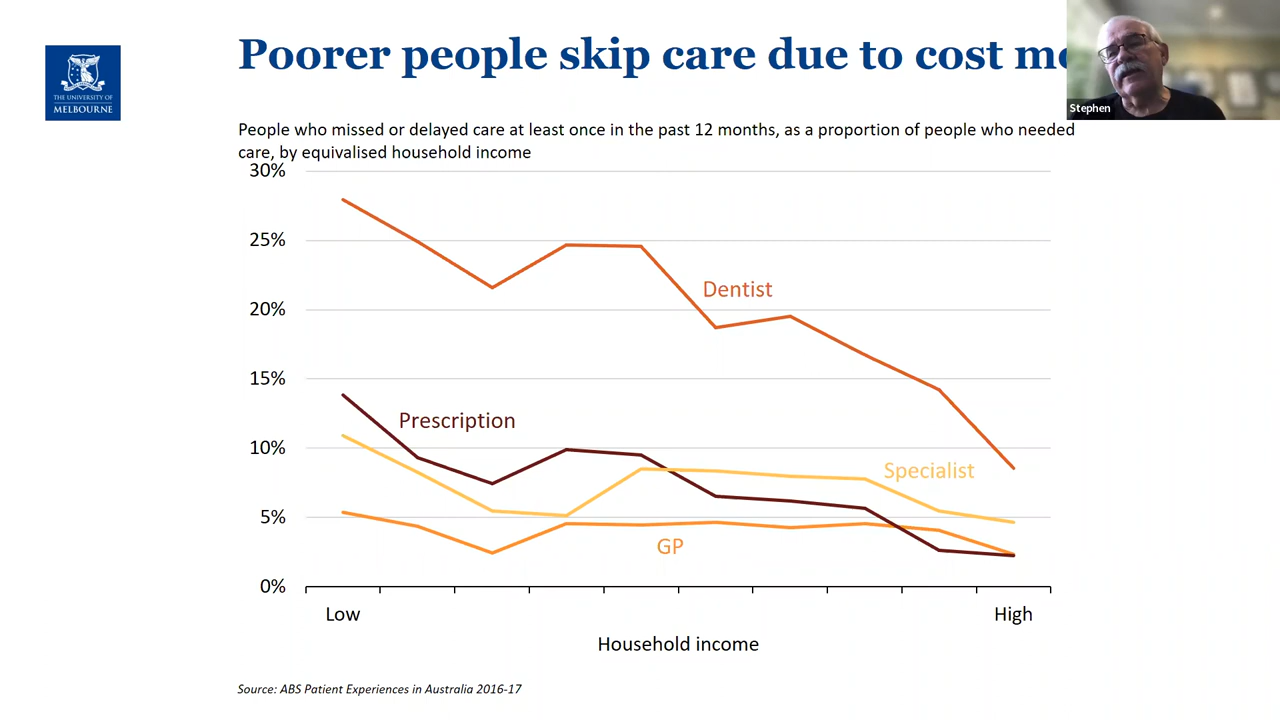 Poorer people skip care due to cost
Stephen
THE UNIVERSITY OF
MELBOURNE
People who missed or delayed care at least once in the past 12 months, as a proportion of people who needed
care, by equivalised household income
30%
25%
Dentist
20%
15%
Prescription
10%
Specialist
5%
GP
0%
Low
High
Household income
Source: ABS Patient Experiences in Australia 2016-17